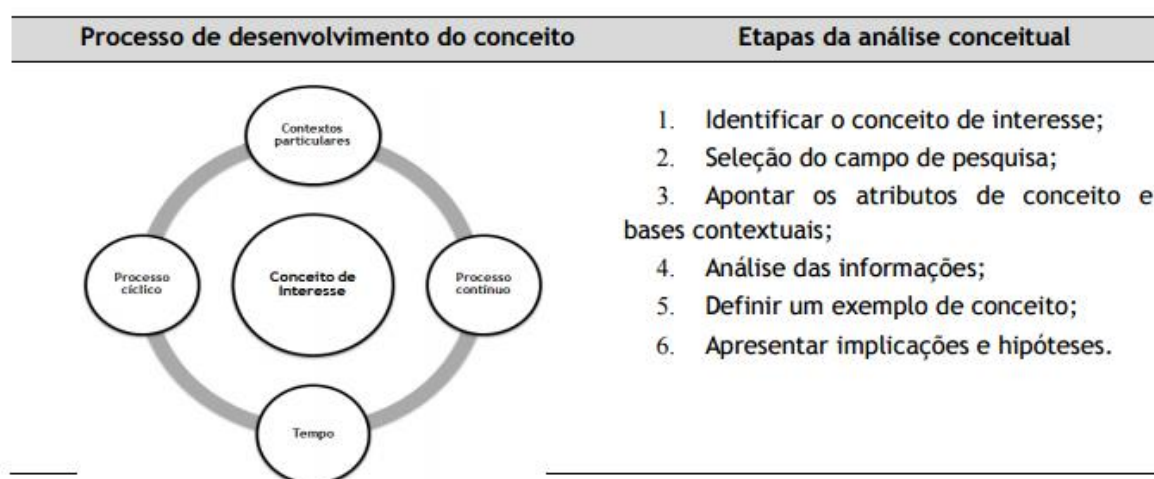 Processo de desenvolvimento do conceito
Etapas da análise conceitual
Contextos
particulares
Processo
cíclico
Conceito de
Interesse
Processo
contínuo
Tempo
1. Identificar o conceito de interesse;
2. Seleção do campo de pesquisa;
3. Apontar os atributos de conceito e
bases contextuais;
4. Análise das informações;
5. Definir um exemplo de conceito;
6. Apresentar implicações e hipóteses.